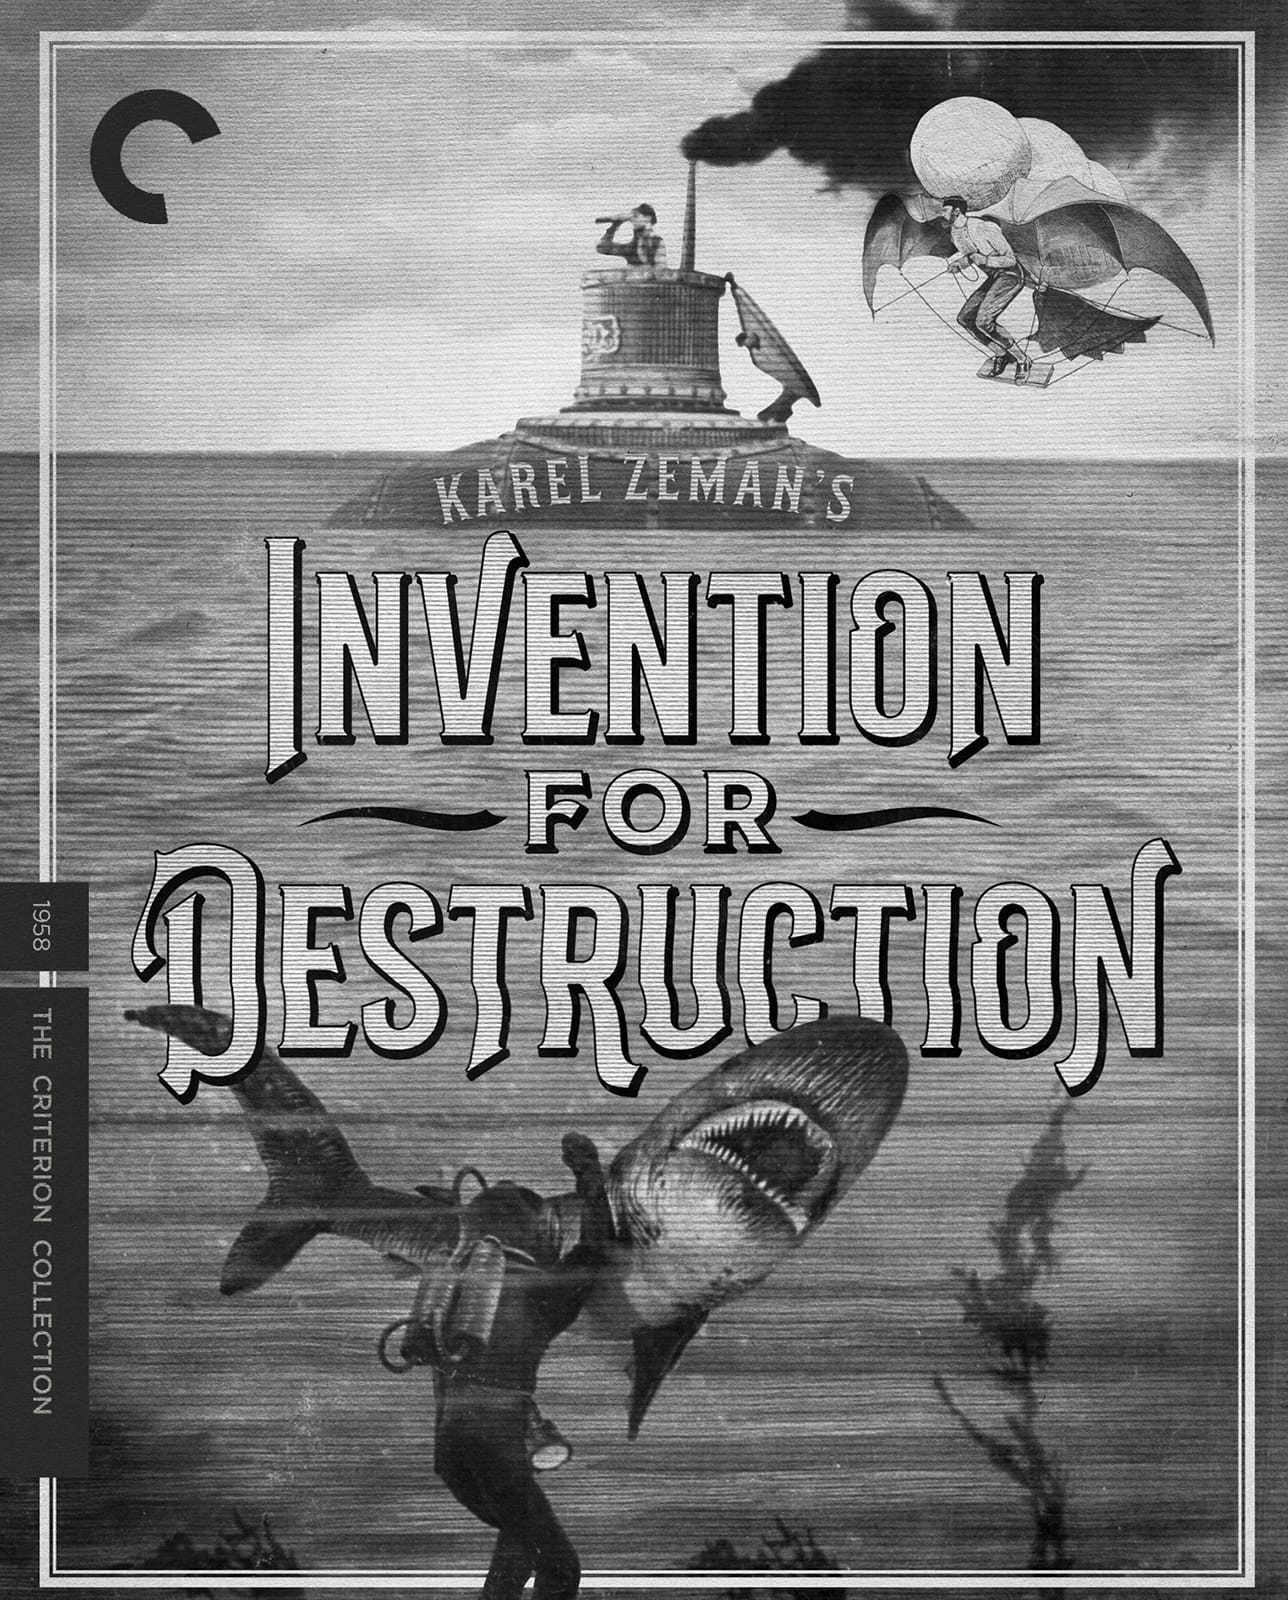 KAREL ZEMAN'S
INVENTION
FOR
DESTRUCTION
1958
THE CRITERION COLLECTION